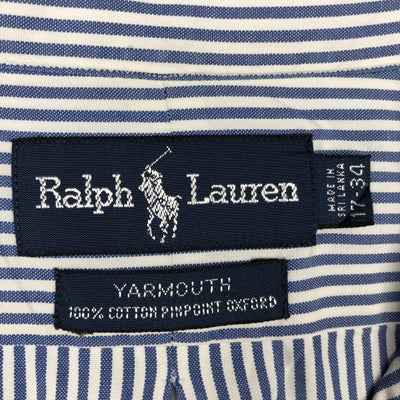 Ralph Lauren
MADE IN
SRI LANKA
17-34
YARMOUTH
100% COTTON PINPOINT OXFORD